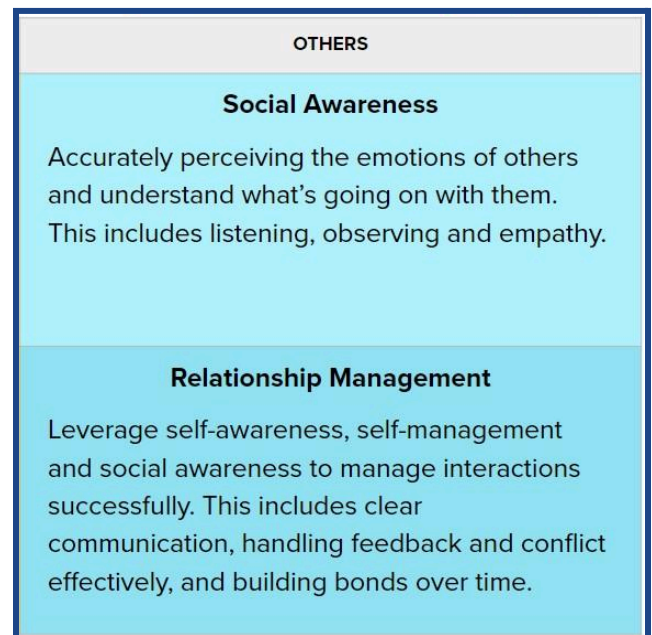 OTHERS
Social Awareness
Accurately perceiving the emotions of others
and understand what’s going on with them.
This includes listening, observing and empathy.
Relationship Management
Leverage self-awareness, self-management
and social awareness to manage interactions
successfully. This includes clear
communication, handling feedback and conflict
effectively, and building bonds over time.